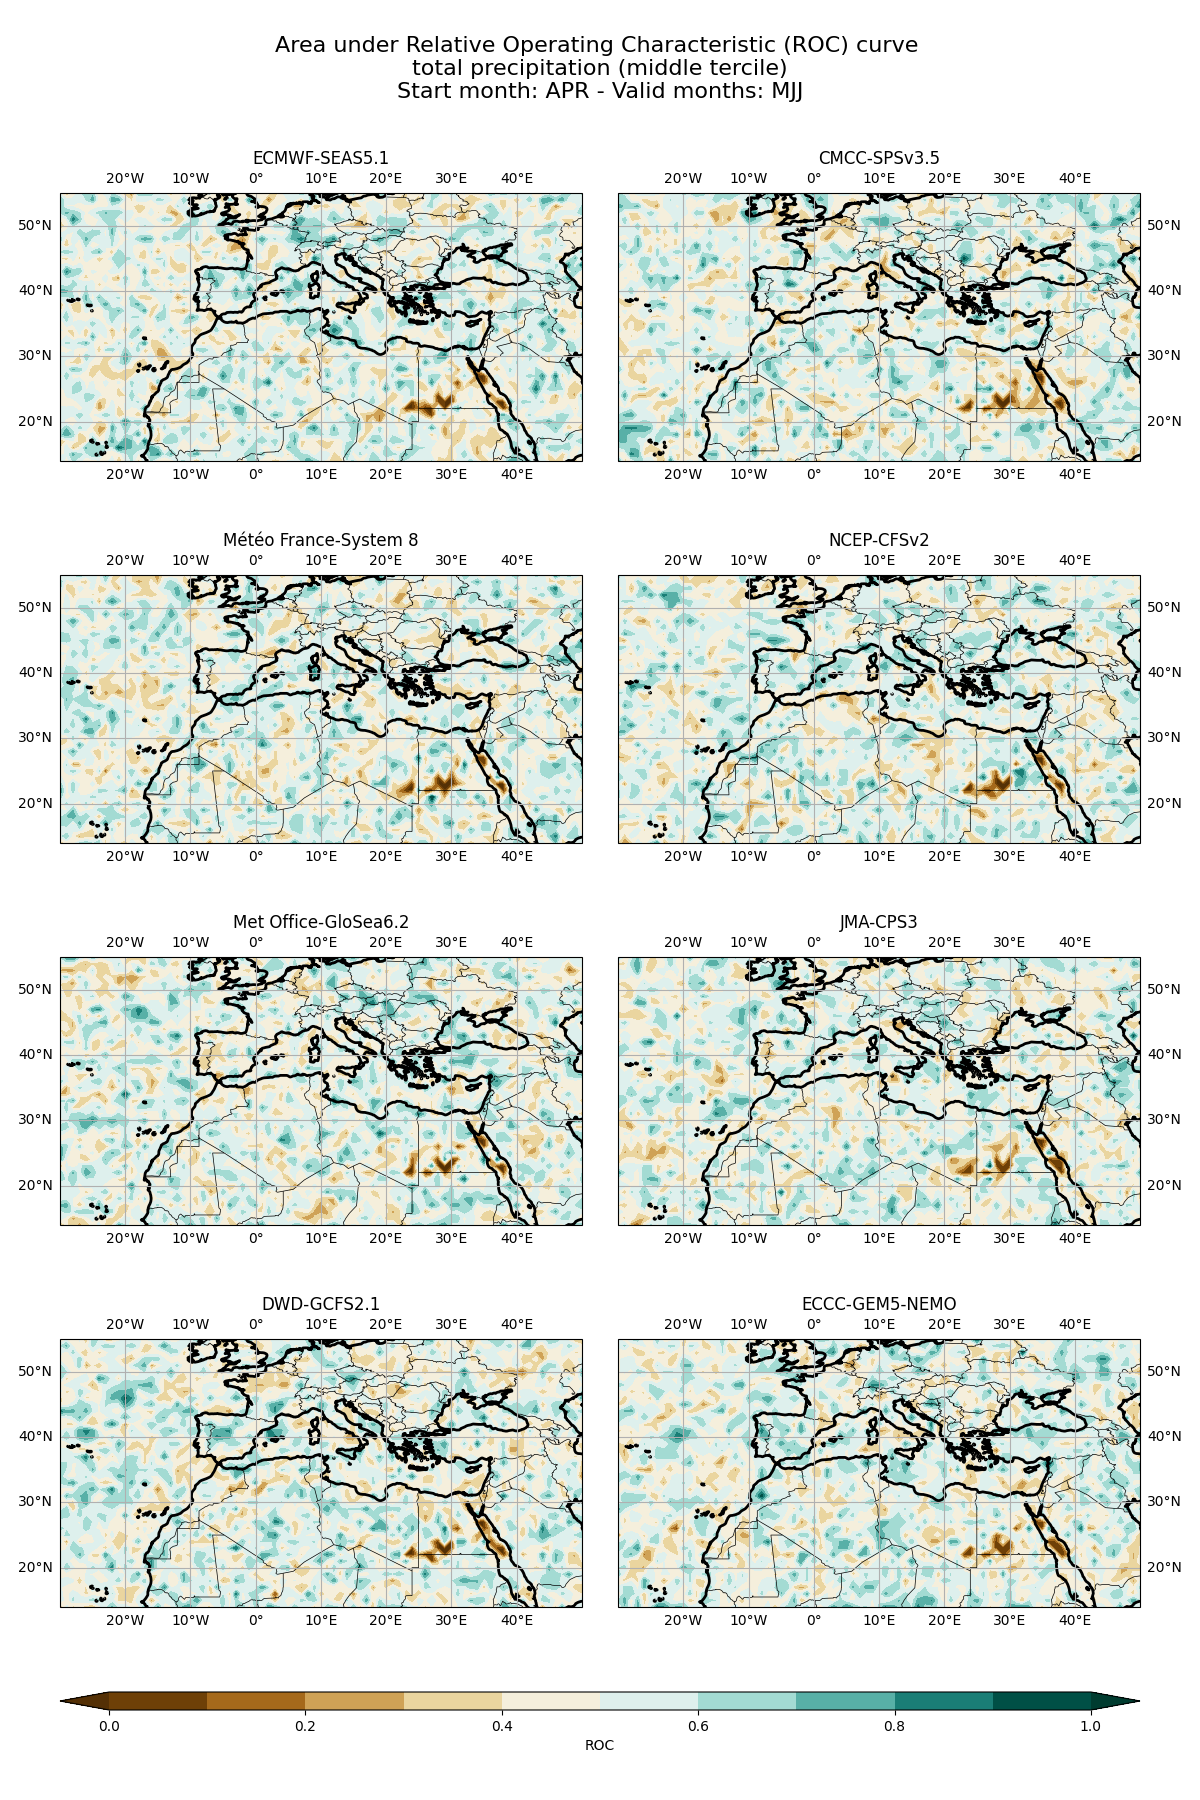 Area under Relative Operating Characteristic (ROC) curve
total precipitation (middle tercile)
Start month: APR - Valid months: MJJ
ECMWF-SEAS5.1
20°W 10°W 0° 10°E 20°E 30°E 40°E
50°N
40°N
30°N
20°N
20°W 10°W 0° 10°E 20°E 30°E 40°E
CMCC-SPSv3.5
20°W 10°W 0° 10°E 20°E 30°E 40°E
50°N
40°N
30°N
20°N
20°W 10°W 0° 10°E 20°E 30°E 40°E
Météo France-System 8
20°W 10°W 0° 10°E 20°E 30°E 40°E
50°N
40°N
30°N
20°N
20°W 10°W 0° 10°E 20°E 30°E 40°E
NCEP-CFSv2
20°W 10°W 0° 10°E 20°E 30°E 40°E
50°N
40°N
30°N
20°N
20°W 10°W 0° 10°E 20°E 30°E 40°E
Met Office-GloSea6.2
20°W 10°W 0° 10°E 20°E 30°E 40°E
50°N
40°N
30°N
20°N
20°W 10°W 0° 10°E 20°E 30°E 40°E
JMA-CPS3
20°W 10°W 0° 10°E 20°E 30°E 40°E
50°N
40°N
30°N
20°N
20°W 10°W 0° 10°E 20°E 30°E 40°E
DWD-GCFS2.1
20°W 10°W 0° 10°E 20°E 30°E 40°E
50°N
40°N
30°N
20°N
20°W 10°W 0° 10°E 20°E 30°E 40°E
ECCC-GEM5-NEMO
20°W 10°W 0° 10°E 20°E 30°E 40°E
50°N
40°N
30°N
20°N
20°W 10°W 0° 10°E 20°E 30°E 40°E
0.0 0.2 0.4 0.6 0.8 1.0
ROC